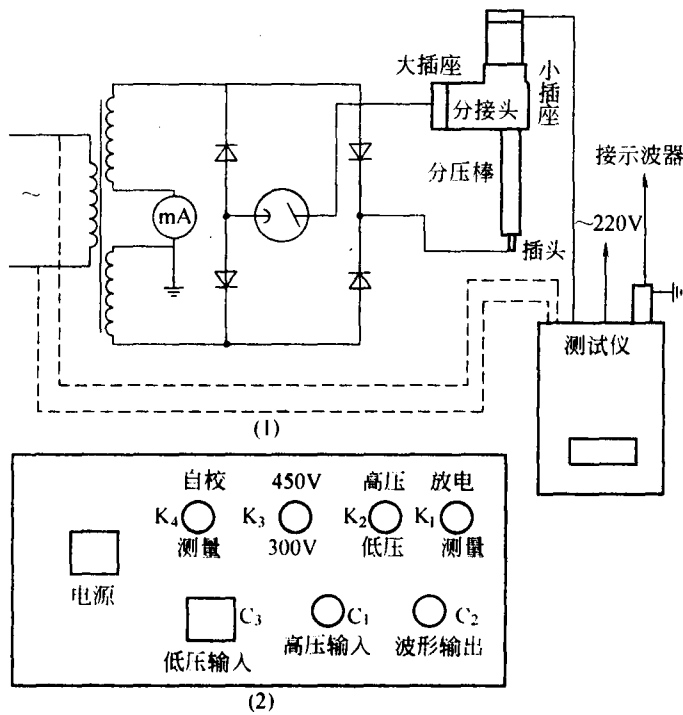 大插座
小插座
分接头
分压棒
接示波器
~220V
插头
~
mA
测试仪
(1)
自校
450V
高压
放电
K4
K3
K2
K1
测量
300V
低压
测量
电源
C3
C1
C2
低压输入
高压输入
波形输出
(2)